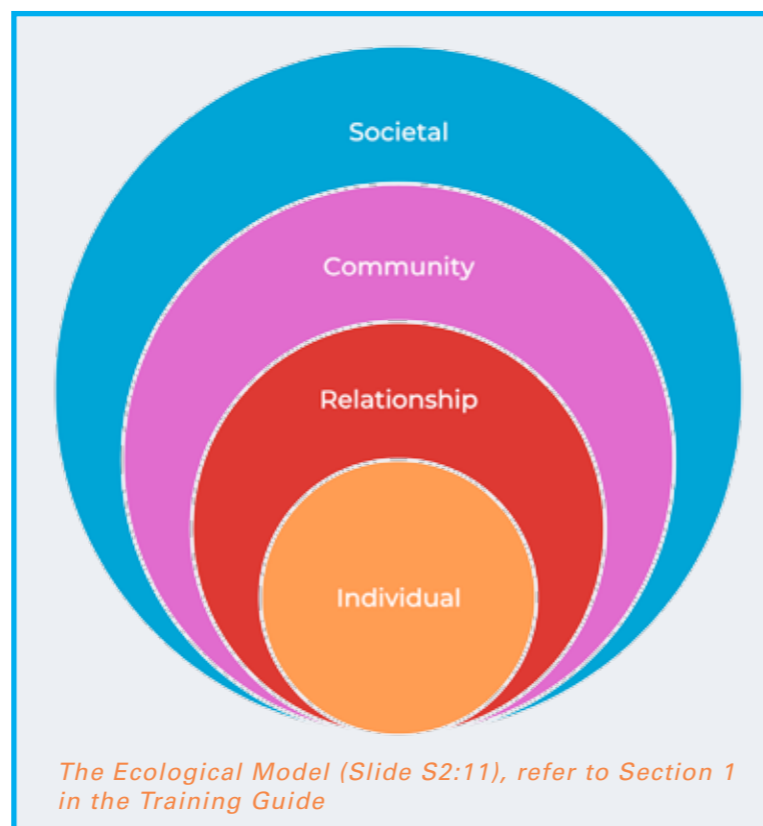 Societal
Community
Relationship
Individual
The Ecological Model (Slide S2:11), refer to Section 1
in the Training Guide